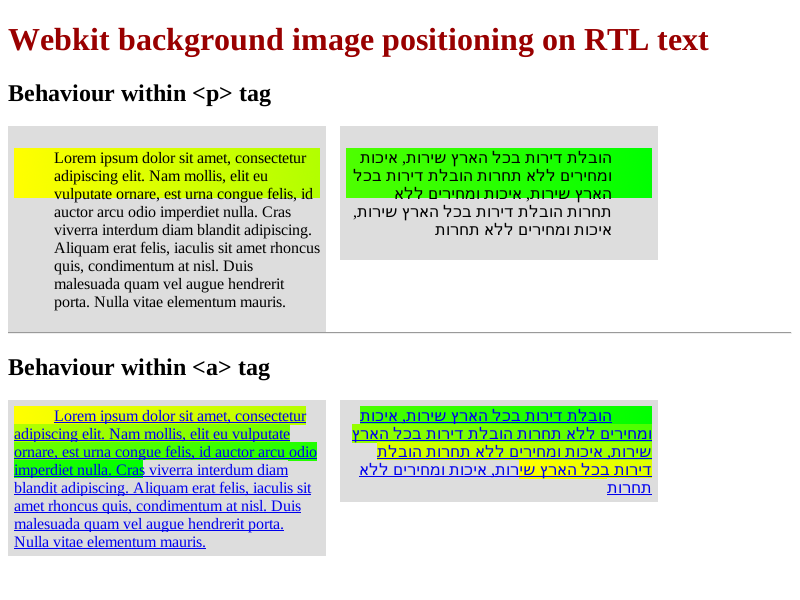 Webkit background image positioning on RTL text
Behaviour within <p> tag
Lorem ipsum dolor sit amet, consectetur
adipiscing elit. Nam mollis, elit eu
vulputate ornare, est urna congue felis, id
auctor arcu odio imperdiet nulla. Cras
viverra interdum diam blandit adipiscing.
Aliquam erat felis, iaculis sit amet rhoncus
quis, condimentum at nisl. Duis
malesuada quam vel augue hendrerit
porta. Nulla vitae elementum mauris.
הובלת דירות בכל הארץ שירות, איכות
ומחירים ללא תחרות הובלת דירות בכל
הארץ שירות, איכות ומחירים ללא
תחרות הובלת דירות בכל הארץ שירות,
איכות ומחירים ללא תחרות
Behaviour within <a> tag
Lorem ipsum dolor sit amet, consectetur
adipiscing elit. Nam mollis, elit eu vulputate
ornare, est urna congue felis, id auctor arcu odio
imperdiet nulla. Cras viverra interdum diam
blandit adipiscing. Aliquam erat felis, iaculis sit
amet rhoncus quis, condimentum at nisl. Duis
malesuada quam vel augue hendrerit porta.
Nulla vitae elementum mauris.
הובלת דירות בכל הארץ שירות, איכות
ומחירים ללא תחרות הובלת דירות בכל הארץ
שירות, איכות ומחירים ללא תחרות הובלת
דירות בכל הארץ שירות, איכות ומחירים ללא
תחרות